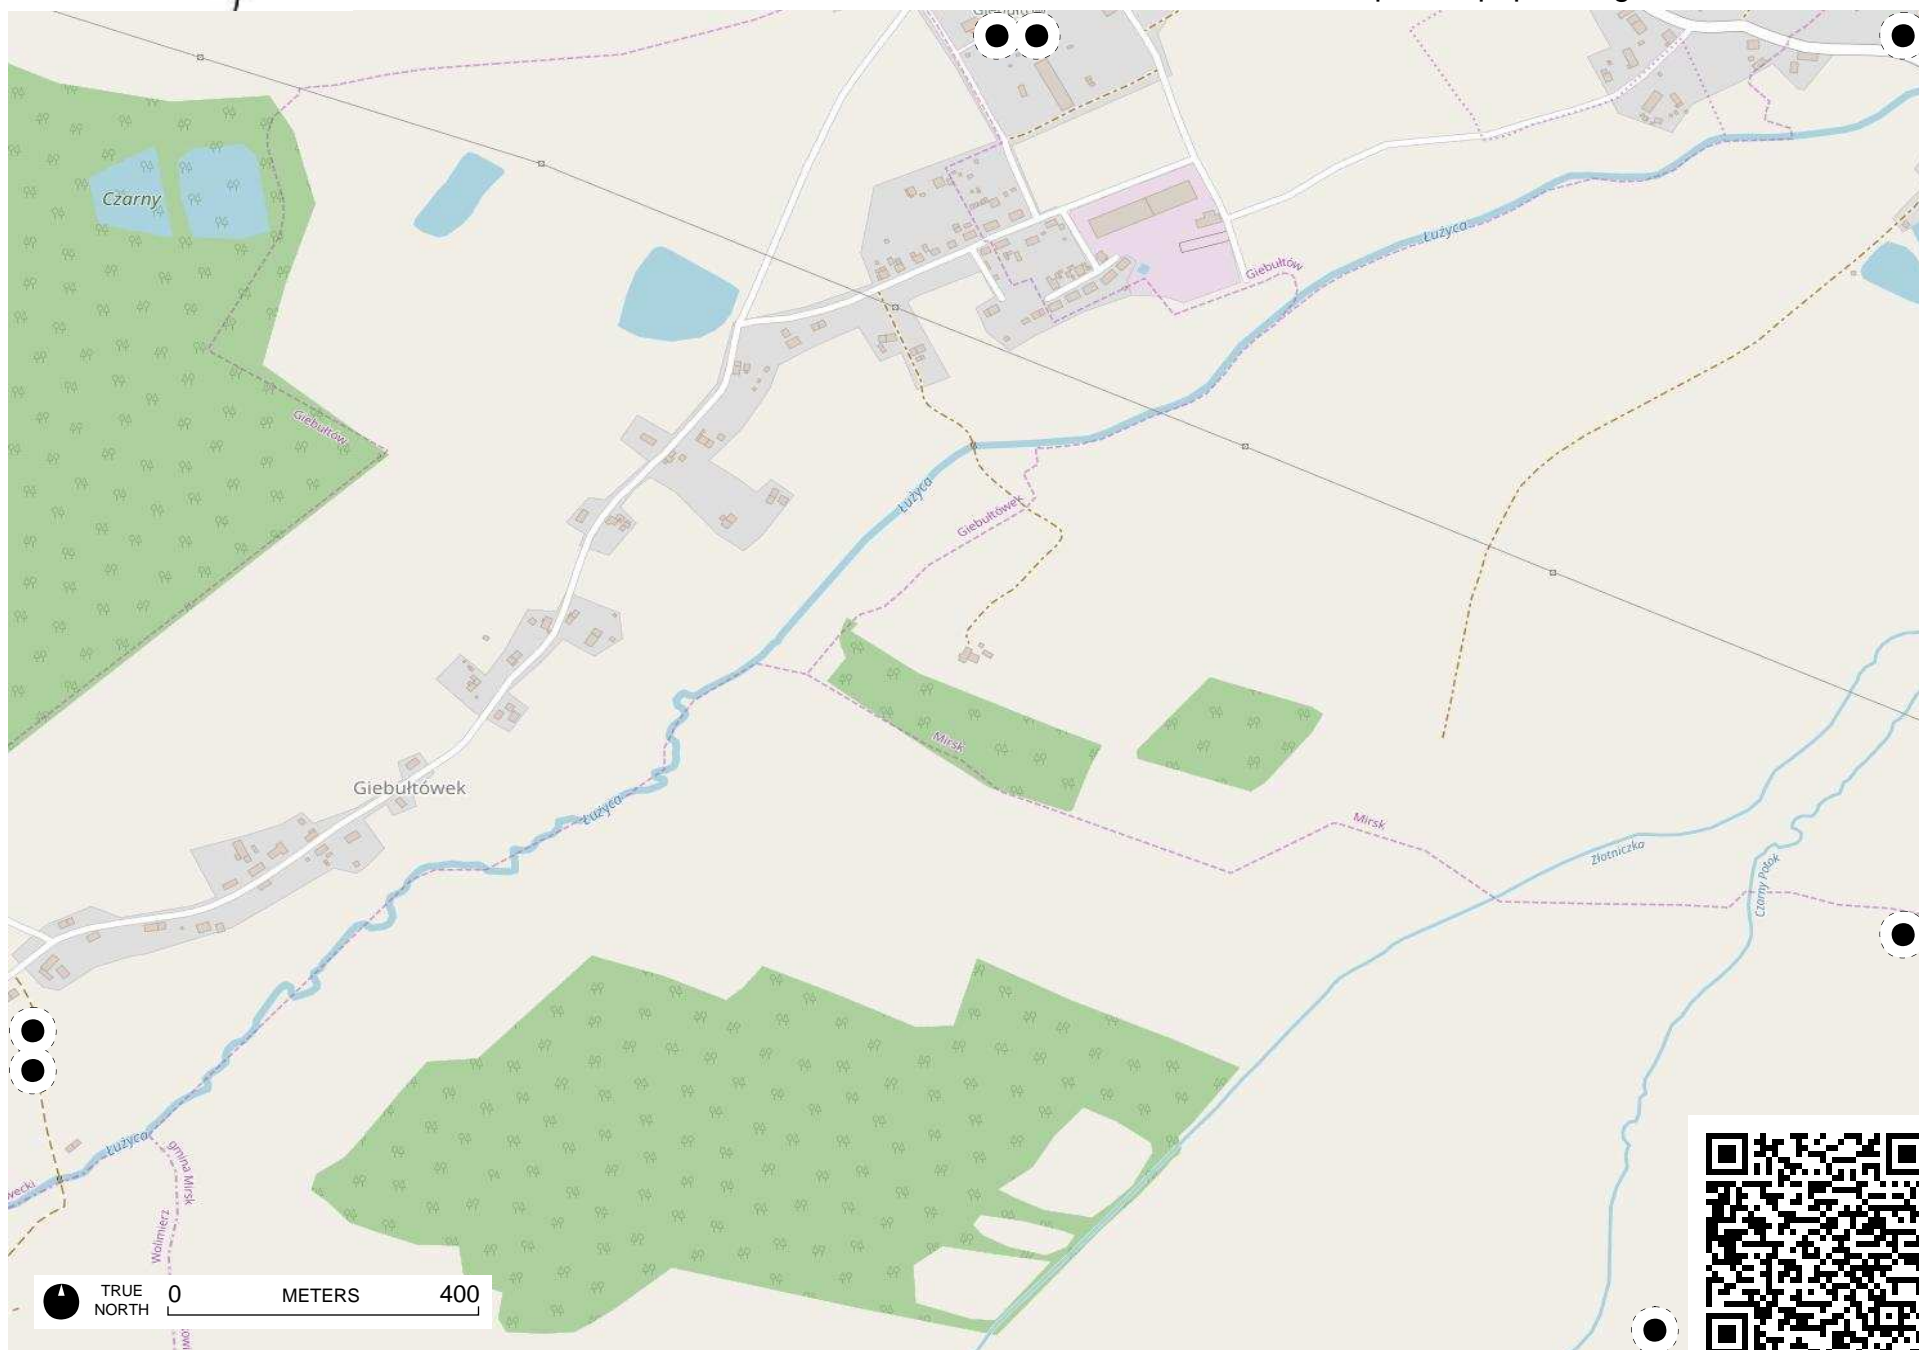 Czarny
Łużyca
Giebułtów
Giebułtów
Łużyca
Giebułtówek
Mirsk
Giebułtówek
Łużyca
Mirsk
Złotniczka
Czarny Potok
Łużyca
gmina Mirsk
Wolimierz
TRUE
NORTH
0 METERS 400